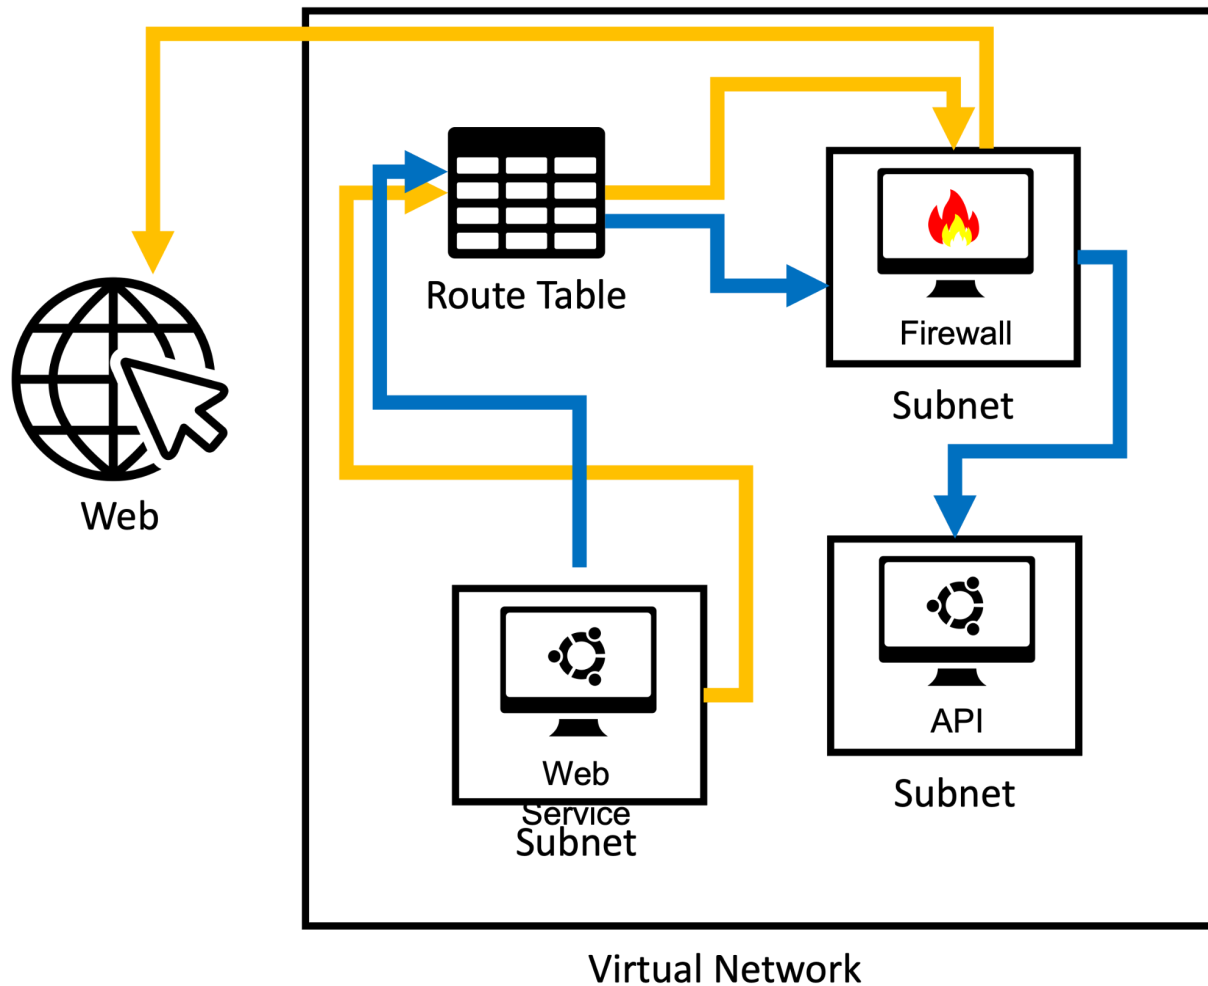 Route Table
Firewall
Subnet
Web
API
Subnet
Web
Service
Subnet
Virtual Network